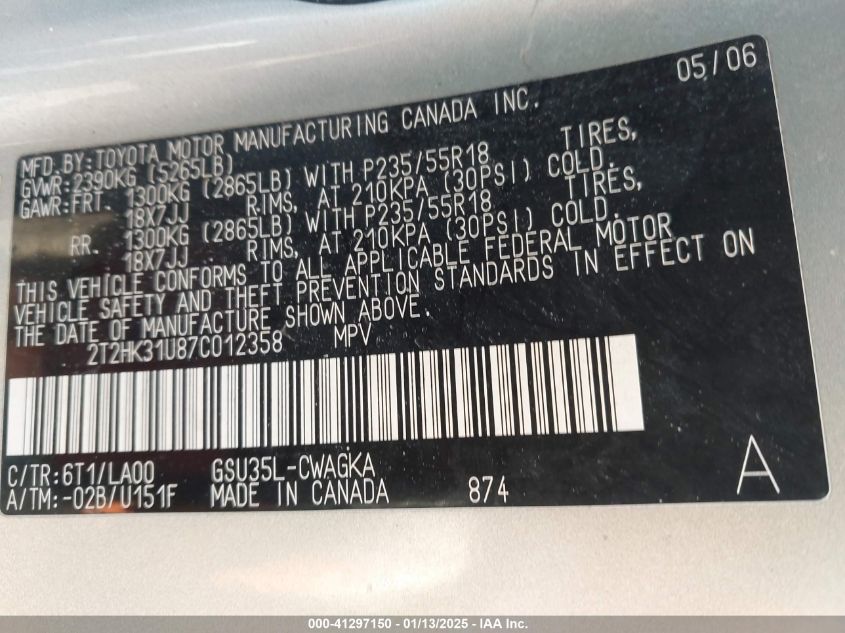 05/06
MFD.BY:TOYOTA MOTOR MANUFACTURING CANADA INC.
GVWR:2390KG (5265LB)
GAWR:FRT. 1300KG (2865LB) WITH P235/55R18 TIRES,
18X7JJ RIMS, AT 210KPA (30PSI) COLD.
RR. 1300KG (2865LB) WITH P235/55R18 TIRES,
18X7JJ RIMS, AT 210KPA (30PSI) COLD.
THIS VEHICLE CONFORMS TO ALL APPLICABLE FEDERAL MOTOR
VEHICLE SAFETY AND THEFT PREVENTION STANDARDS IN EFFECT ON
THE DATE OF MANUFACTURE SHOWN ABOVE.
2T2HK31U87C012358 MPV
C/TR:6T1/LA00 GSU35L-CWAGKA
A/TM:-02B/U151F MADE IN CANADA 874
A
000-41297150 - 01/13/2025 - IAA Inc.